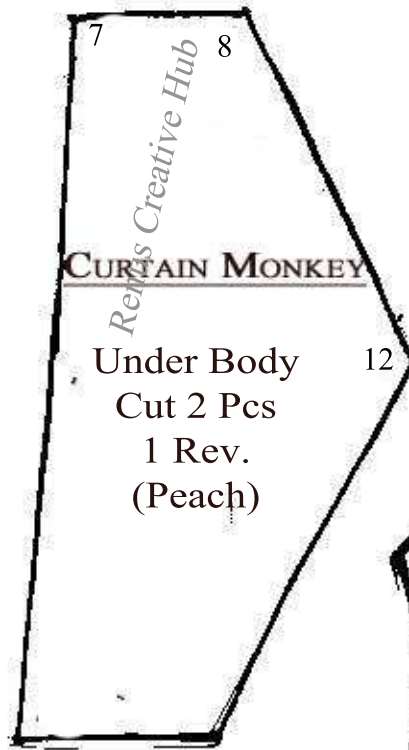 7
8
Remis Creative Hub
CURTAIN MONKEY
Under Body
12
Cut 2 Pcs
1 Rev.
(Peach)